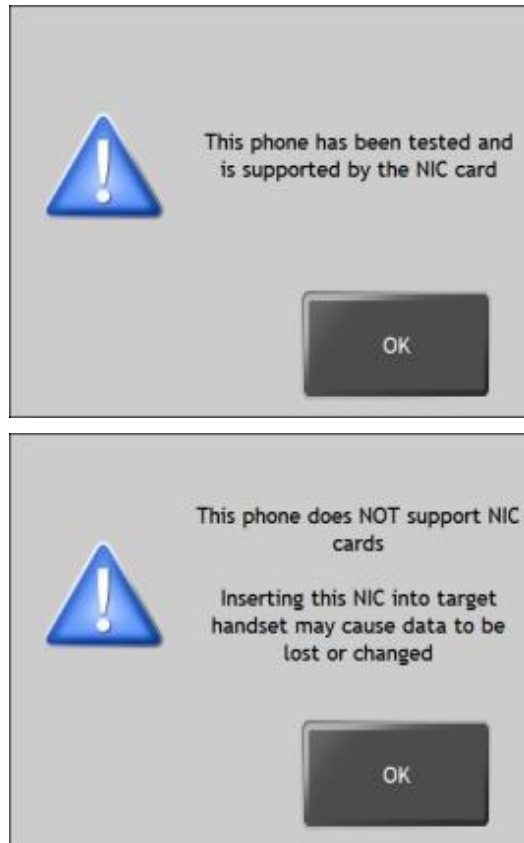 This phone has been tested and
is supported by the NIC card
OK
This phone does NOT support NIC
cards
Inserting this NIC into target
handset may cause data to be
lost or changed
OK